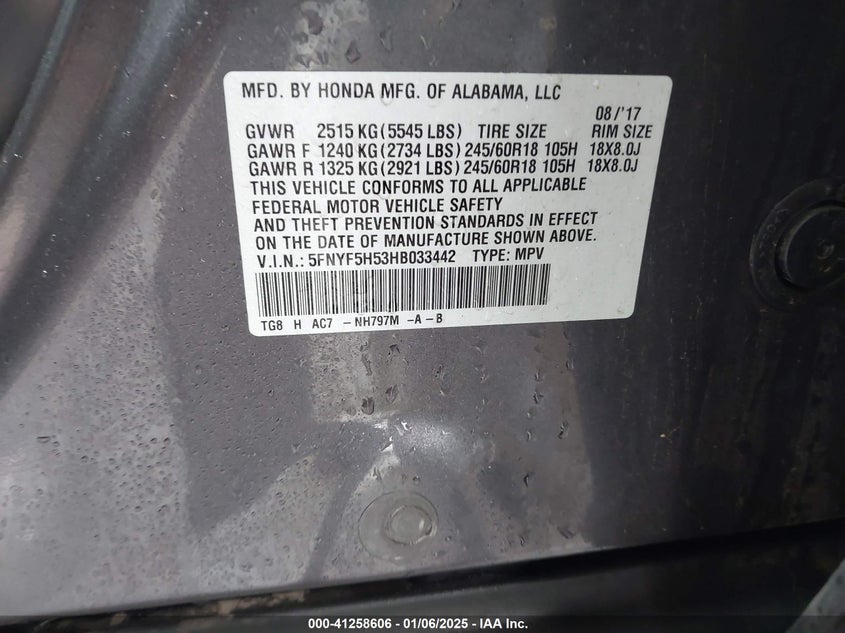 MFD. BY HONDA MFG. OF ALABAMA, LLC
08/'17
GVWR 2515 KG(5545 LBS) TIRE SIZE RIM SIZE
GAWR F 1240 KG(2734 LBS) 245/60R18 105H 18X8.0J
GAWR R 1325 KG(2921 LBS) 245/60R18 105H 18X8.0J
THIS VEHICLE CONFORMS TO ALL APPLICABLE
FEDERAL MOTOR VEHICLE SAFETY
AND THEFT PREVENTION STANDARDS IN EFFECT
ON THE DATE OF MANUFACTURE SHOWN ABOVE.
V.I.N.: 5FNYF5H53HB033442 TYPE: MPV
TG8 H AC7 -NH797M -A-B
000-41258606 - 01/06/2025 - IAA Inc.